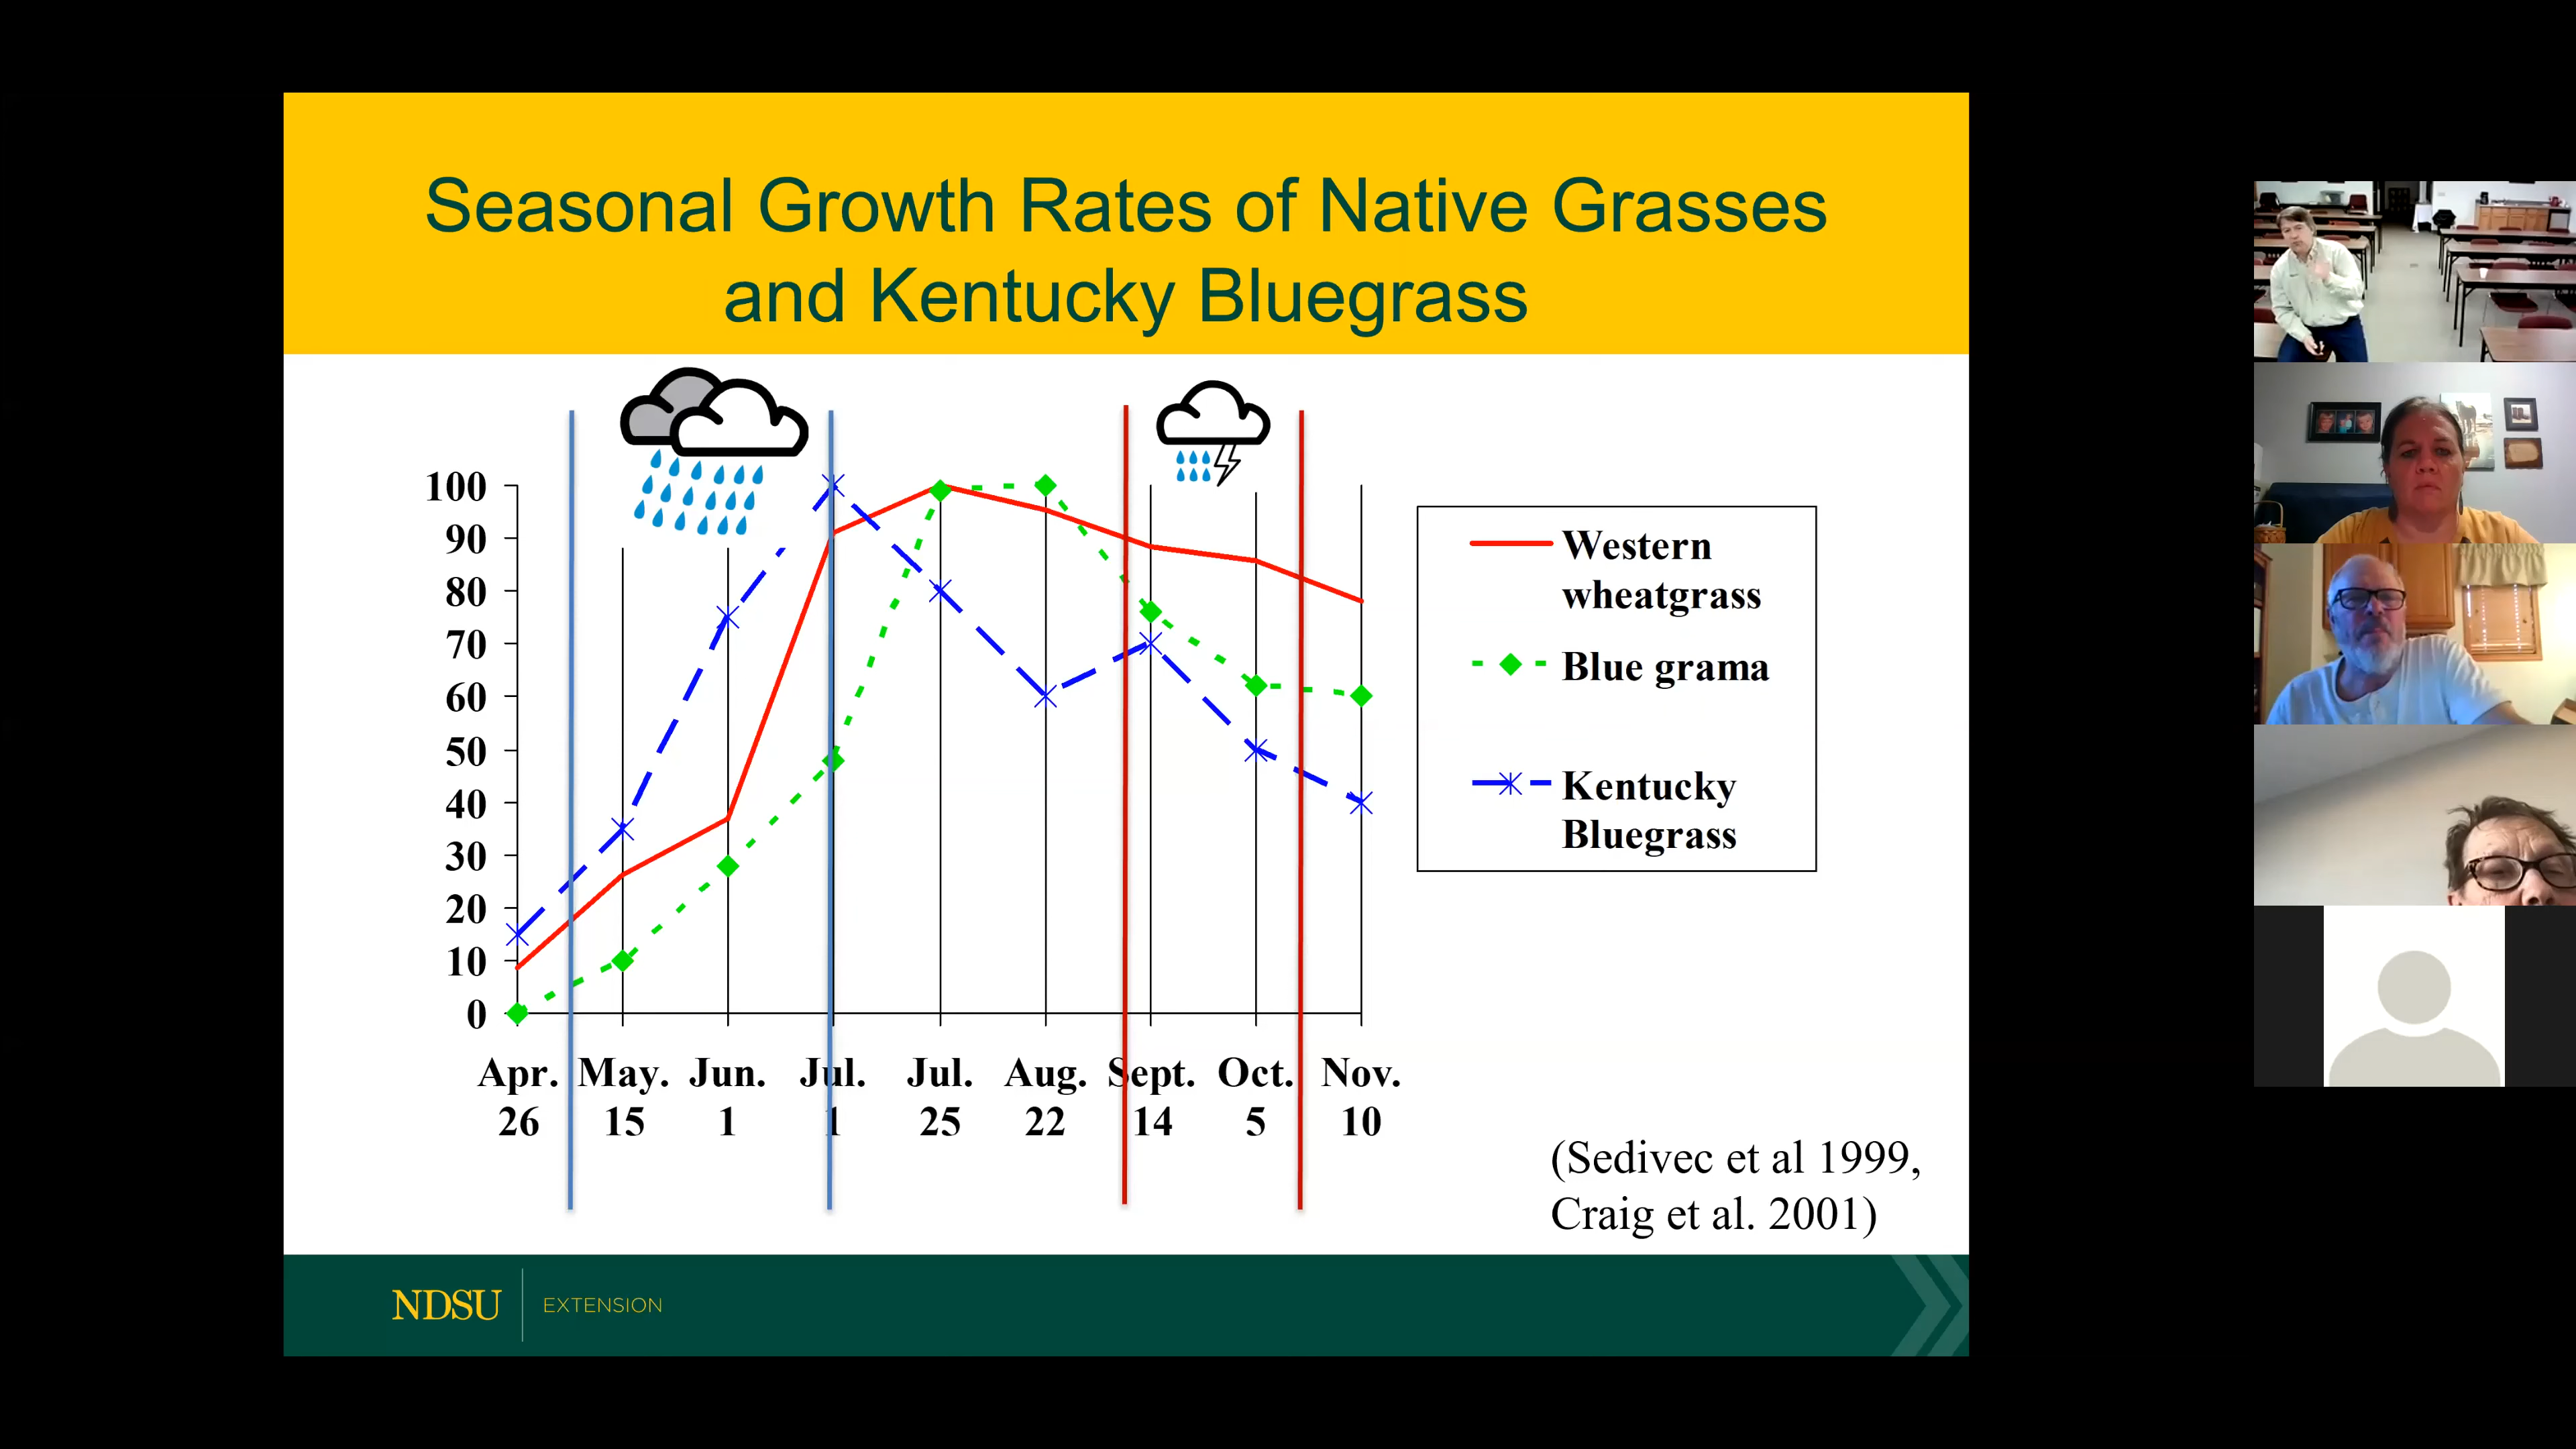 Seasonal Growth Rates of Native Grasses
and Kentucky Bluegrass
100
90
80
70
60
50
40
30
20
10
0
Apr. May. Jun. Jul. Jul. Aug. Sept. Oct. Nov.
26 15 1 1 25 22 14 5 10
Western
wheatgrass
Blue grama
Kentucky
Bluegrass
(Sedivec et al 1999,
Craig et al. 2001)
NDSU EXTENSION